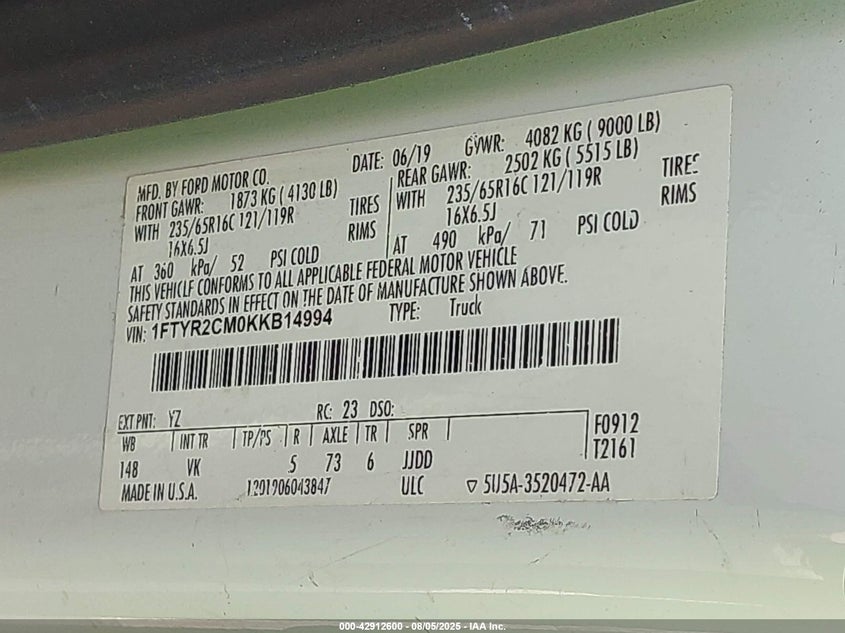 MFD. BY FORD MOTOR CO. DATE: 06/19 GVWR: 4082 KG ( 9000 LB)
FRONT GAWR: 1873 KG ( 4130 LB) REAR GAWR: 2502 KG ( 5515 LB)
WITH 235/65R16C 121/119R TIRES WITH 235/65R16C 121/119R TIRES
16X6.5J RIMS 16X6.5J RIMS
AT 360 kPa/ 52 PSI COLD AT 490 kPa/ 71 PSI COLD
THIS VEHICLE CONFORMS TO ALL APPLICABLE FEDERAL MOTOR VEHICLE
SAFETY STANDARDS IN EFFECT ON THE DATE OF MANUFACTURE SHOWN ABOVE.
VIN: 1FTYR2CM0KKB14994 TYPE: Truck
EXT PNT: YZ RC: 23 DSO:
WB INT TR TP/PS R AXLE TR SPR F0912
148 VK 5 73 6 JJDD T2161
MADE IN U.S.A. 1201906043847 ULC ▽ 5U5A-3520472-AA
000-42912600 - 08/05/2025 - IAA Inc.